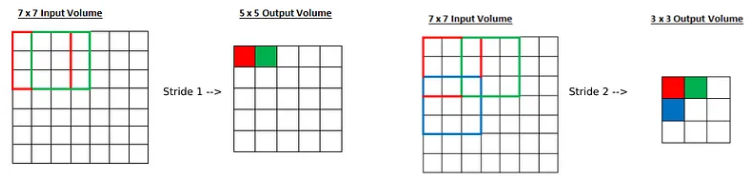 7 x 7 Input Volume
5 x 5 Output Volume
Stride 1 -->
7 x 7 Input Volume
3 x 3 Output Volume
Stride 2 -->